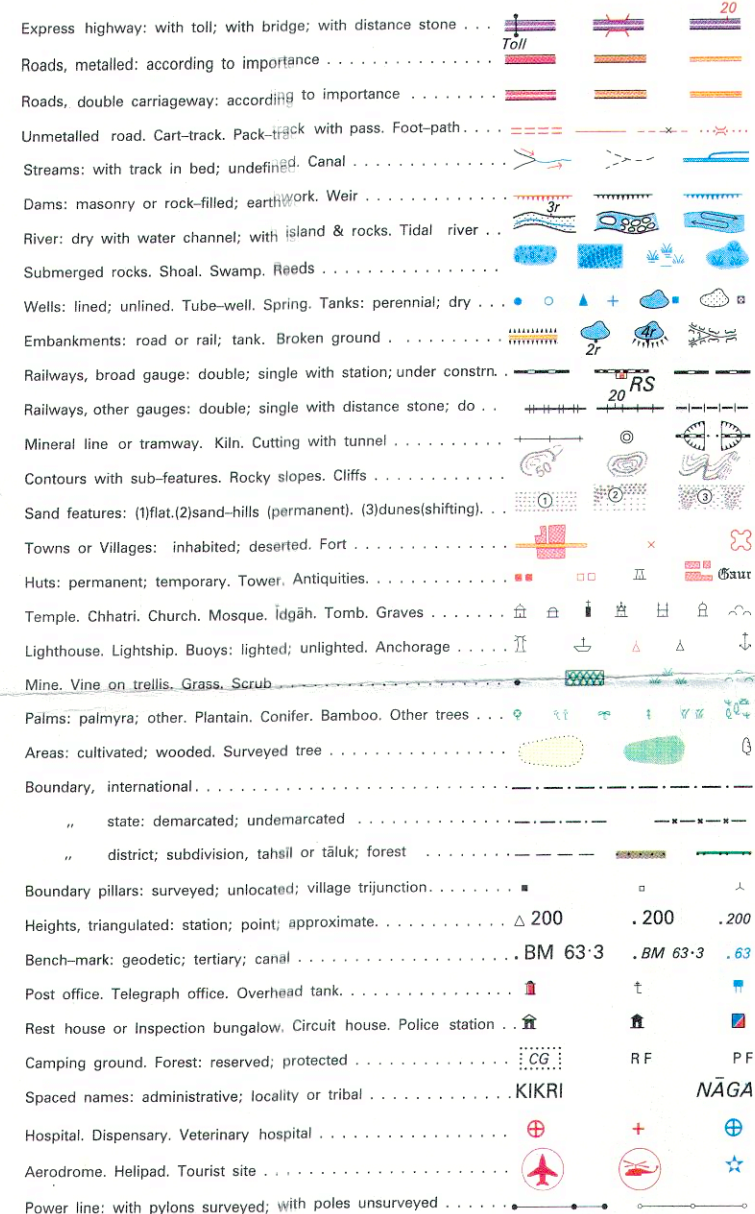 20
Express highway: with toll; with bridge; with distance stone . . .
Toll
Roads, metalled: according to importance . . . . . . . . . . . . . . . . . .
Roads, double carriageway: according to importance . . . . . . . .
Unmetalled road. Cart–track. Pack–track with pass. Foot–path. . . . .
Streams: with track in bed; undefined. Canal . . . . . . . . . . . . . . .
Dams: masonry or rock–filled; earthwork. Weir . . . . . . . . . . . . . .
3r
River: dry with water channel; with island & rocks. Tidal river . .
Submerged rocks. Shoal. Swamp. Reeds . . . . . . . . . . . . . . . . .
Wells: lined; unlined. Tube–well. Spring. Tanks: perennial; dry . . .
Embankments: road or rail; tank. Broken ground . . . . . . . . . . . 4r
2r
Railways, broad gauge: double; single with station; under constrn. .
RS
20
Railways, other gauges: double; single with distance stone; do . .
Mineral line or tramway. Kiln. Cutting with tunnel . . . . . . . . . . .
Contours with sub–features. Rocky slopes. Cliffs . . . . . . . . . . . . 50
Sand features: (1)flat.(2)sand–hills (permanent). (3)dunes(shifting). . . 1 2 3
Towns or Villages: inhabited; deserted. Fort . . . . . . . . . . . . . . .
Huts: permanent; temporary. Tower. Antiquities. . . . . . . . . . . . . . Gaur
Temple. Chhatri. Church. Mosque. Īdgāh. Tomb. Graves . . . . . . .
Lighthouse. Lightship. Buoys: lighted; unlighted. Anchorage . . . . .
Mine. Vine on trellis. Grass. Scrub . . . . . . . . . . . . . . . . . . . . .
Palms: palmyra; other. Plantain. Conifer. Bamboo. Other trees . . .
Areas: cultivated; wooded. Surveyed tree . . . . . . . . . . . . . . . . .
Boundary, international. . . . . . . . . . . . . . . . . . . . . . . . . . . . .
,, state: demarcated; undemarcated . . . . . . . . . . . . . . .
,, district; subdivision, tahsīl or tāluk; forest . . . . . . . .
Boundary pillars: surveyed; unlocated; village trijunction. . . . . . . .
Heights, triangulated: station; point; approximate. . . . . . . . . . . . . 200 . 200 . 200
Bench–mark: geodetic; tertiary; canal . . . . . . . . . . . . . . . . . . . . BM 63·3 . BM 63·3 . 63
Post office. Telegraph office. Overhead tank. . . . . . . . . . . . . . . . .
Rest house or Inspection bungalow. Circuit house. Police station . .
Camping ground. Forest: reserved; protected . . . . . . . . . . . . . . CG RF PF
Spaced names: administrative; locality or tribal . . . . . . . . . . . . . KIKRI NĀGA
Hospital. Dispensary. Veterinary hospital . . . . . . . . . . . . . . . . . .
Aerodrome. Helipad. Tourist site . . . . . . . . . . . . . . . . . . . . . . .
Power line: with pylons surveyed; with poles unsurveyed . . . . . .